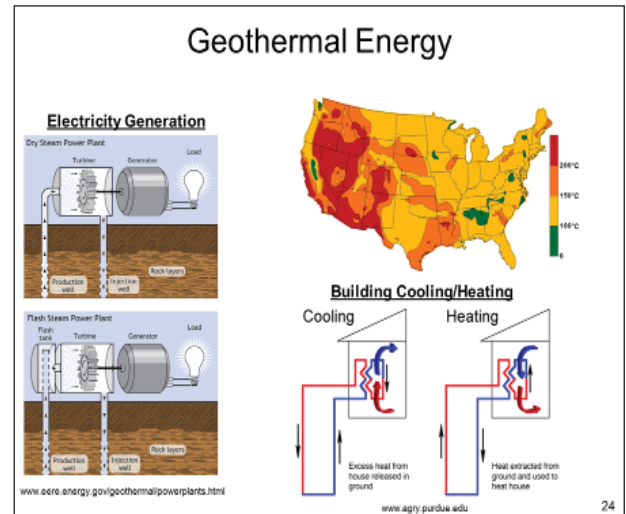 Geothermal Energy
Electricity Generation
Dry Steam Power Plant
Turbine
Generator
Load
Rock layers
Production
well
Injection
well
Flash Steam Power Plant
Flash
tank
Turbine
Generator
Load
Rock layers
Production
well
Injection
well
www.eere.energy.gov/geothermal/powerplants.html
200°C
150°C
100°C
0
Building Cooling/Heating
Cooling
Heating
Excess heat from
house released in
ground
Heat extracted from
ground and used to
heat house
www.agry.purdue.edu
24